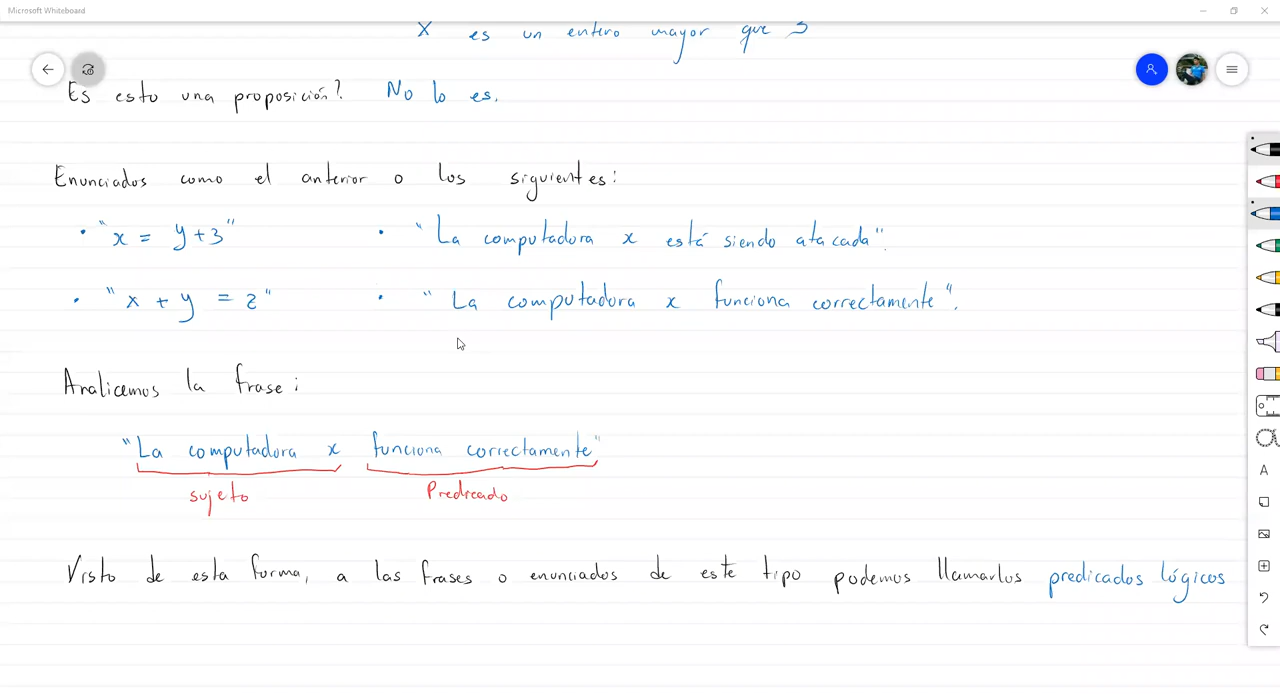 Microsoft Whiteboard
X es un entero mayor que 3
Es esto una proposición? No lo es.
Enunciados como el anterior o los siguientes:
• "x = y+3" • "La computadora x está siendo atacada".
• "x + y = z" • "La computadora x funciona correctamente".
Analicemos la frase:
"La computadora x funciona correctamente"
sujeto Predicado
Visto de esta forma, a las frases o enunciados de este tipo podemos llamarlos predicados lógicos
A